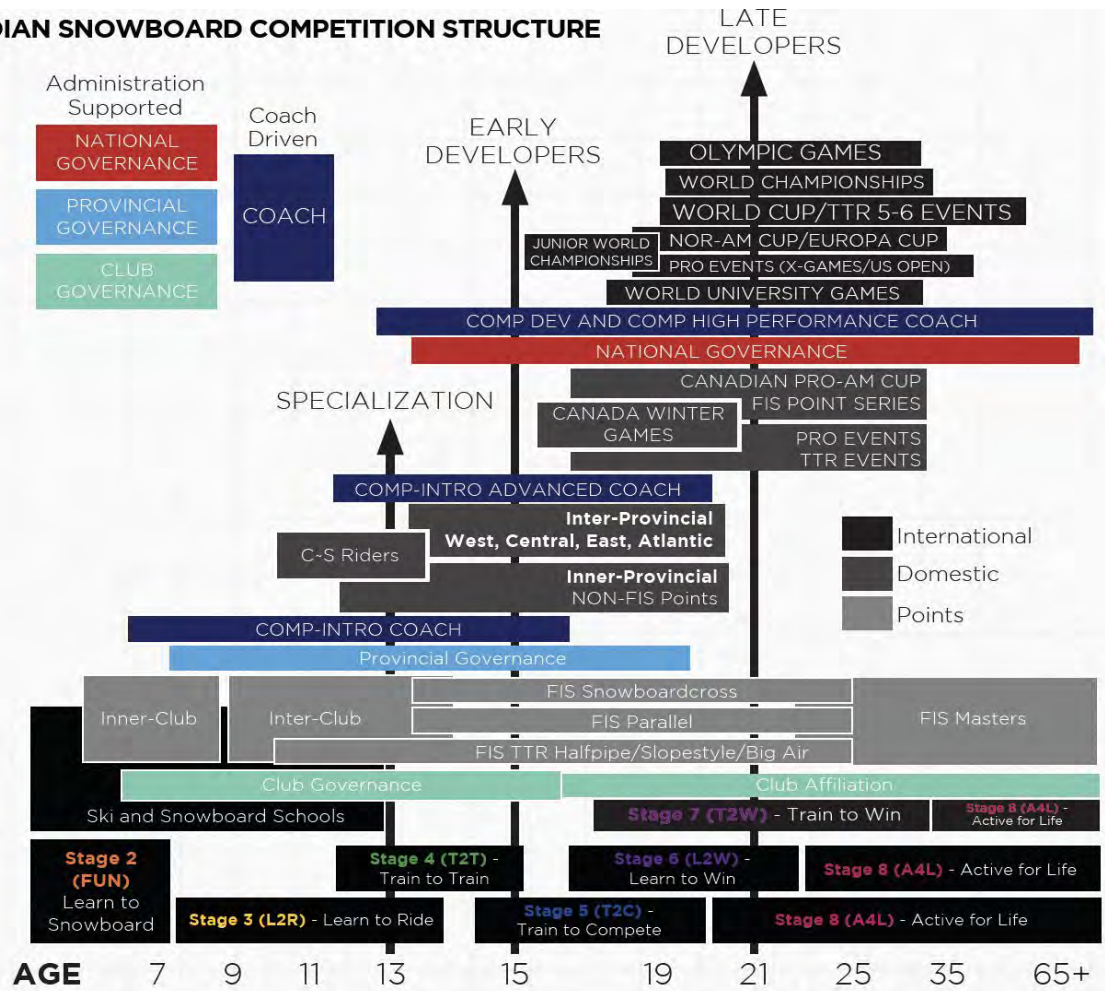 DIAN SNOWBOARD COMPETITION STRUCTURE
LATE
DEVELOPERS
Administration
Supported
NATIONAL
GOVERNANCE
PROVINCIAL
GOVERNANCE
CLUB
GOVERNANCE
Coach
Driven
COACH
EARLY
DEVELOPERS
OLYMPIC GAMES
WORLD CHAMPIONSHIPS
WORLD CUP/TTR 5-6 EVENTS
JUNIOR WORLD
CHAMPIONSHIPS
NOR-AM CUP/EUROPA CUP
PRO EVENTS (X-GAMES/US OPEN)
WORLD UNIVERSITY GAMES
COMP DEV AND COMP HIGH PERFORMANCE COACH
NATIONAL GOVERNANCE
SPECIALIZATION
CANADIAN PRO-AM CUP
FIS POINT SERIES
CANADA WINTER
GAMES
PRO EVENTS
TTR EVENTS
COMP-INTRO ADVANCED COACH
Inter-Provincial
West, Central, East, Atlantic
C~S Riders
Inner-Provincial
NON-FIS Points
International
Domestic
Points
COMP-INTRO COACH
Provincial Governance
Inner-Club
Inter-Club
FIS Snowboardcross
FIS Parallel
FIS TTR Halfpipe/Slopestyle/Big Air
FIS Masters
Club Governance
Club Affiliation
Ski and Snowboard Schools
Stage 7 (T2W) - Train to Win
Stage 8 (A4L) -
Active for Life
Stage 2
(FUN)
Learn to
Snowboard
Stage 4 (T2T) -
Train to Train
Stage 6 (L2W) -
Learn to Win
Stage 8 (A4L) - Active for Life
Stage 3 (L2R) - Learn to Ride
Stage 5 (T2C) -
Train to Compete
Stage 8 (A4L) - Active for Life
AGE 7 9 11 13 15 19 21 25 35 65+